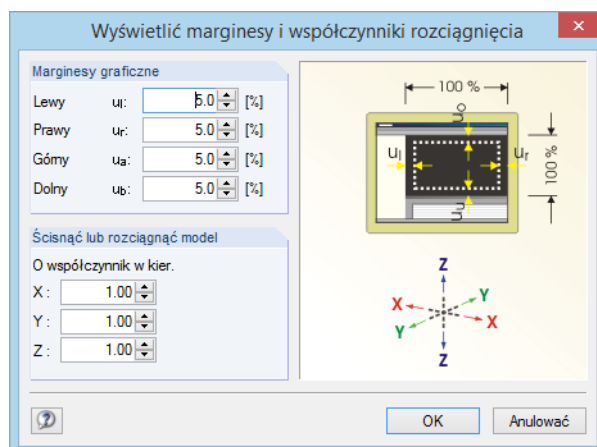 Wyświetlić marginesy i współczynniki rozciągnięcia
Marginesy graficzne
Lewy ul: 5.0 [%]
Prawy ur: 5.0 [%]
Górny ua: 5.0 [%]
Dolny ub: 5.0 [%]
Ścisnąć lub rozciągnąć model
O współczynnik w kier.
X : 1.00
Y : 1.00
Z : 1.00
100 %
uo
ul
ur
100 %
uu
Z
X
Y
Y
X
Z
OK
Anulować